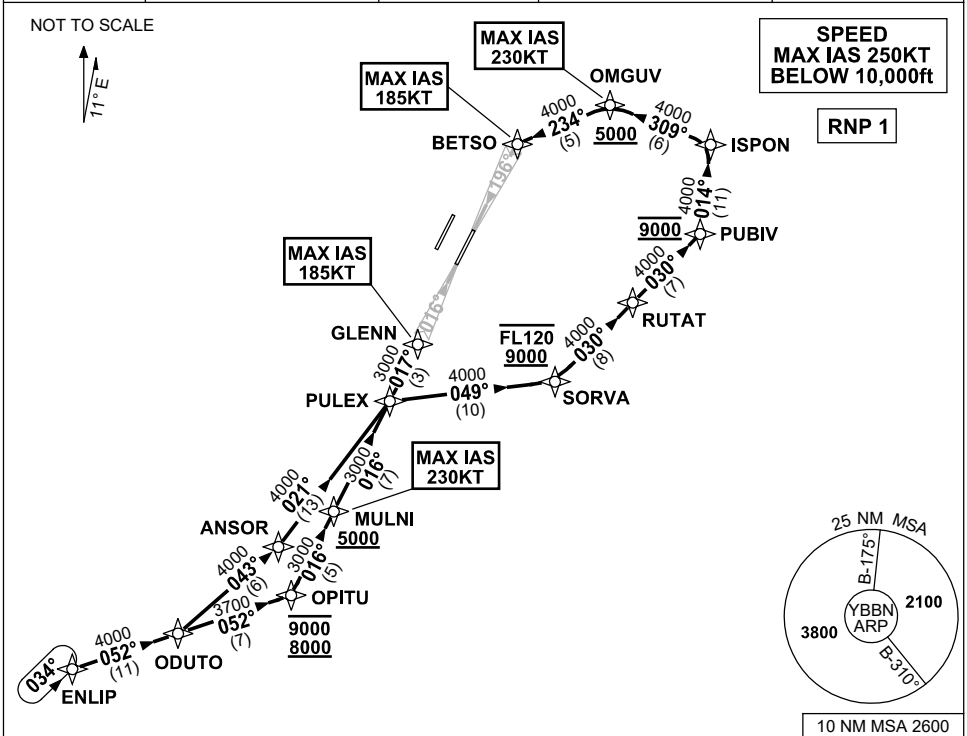 NOT TO SCALE
11° E
SPEED
MAX IAS 250KT
BELOW 10,000ft
RNP 1
MAX IAS
230KT
OMGUV
MAX IAS
185KT
BETSO
4000
234°
(5)
5000
4000
309°
(6)
ISPON
196°
4000
014°
(11)
9000
PUBIV
MAX IAS
185KT
016°
4000
030°
(7)
RUTAT
GLENN
3000
017°
(3)
FL120
9000
4000
030°
(8)
PULEX
4000
049°
(10)
SORVA
4000
021°
(13)
3000
016°
(7)
MAX IAS
230KT
ANSOR
MULNI
5000
4000
043°
(6)
3000
016°
(5)
3700
052°
(7)
OPITU
9000
8000
4000
052°
(11)
ODUTO
034°
ENLIP
25 NM MSA
B-175°
YBBN
ARP
2100
3800
B-310°
10 NM MSA 2600